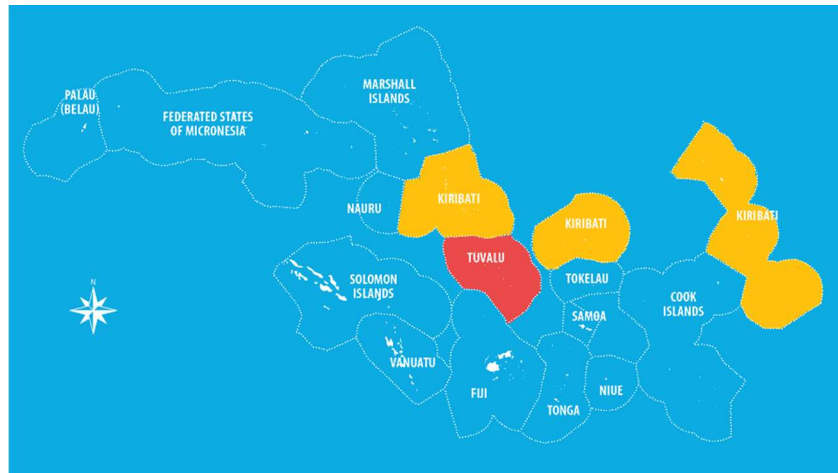 MARSHALL
ISLANDS
PALAU
(BELAU)
FEDERATED STATES
OF MICRONESIA
KIRIBATI
NAURU
KIRIBATI
KIRIBATI
TUVALU
SOLOMON
ISLANDS
TOKELAU
COOK
ISLANDS
SAMOA
N
VANUATU
FIJI
TONGA
NIUE